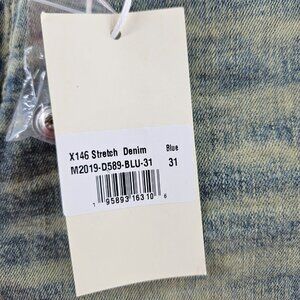 X146 Stretch Denim Blue
M2019-D589-BLU-31 31
1 95893 16310 6